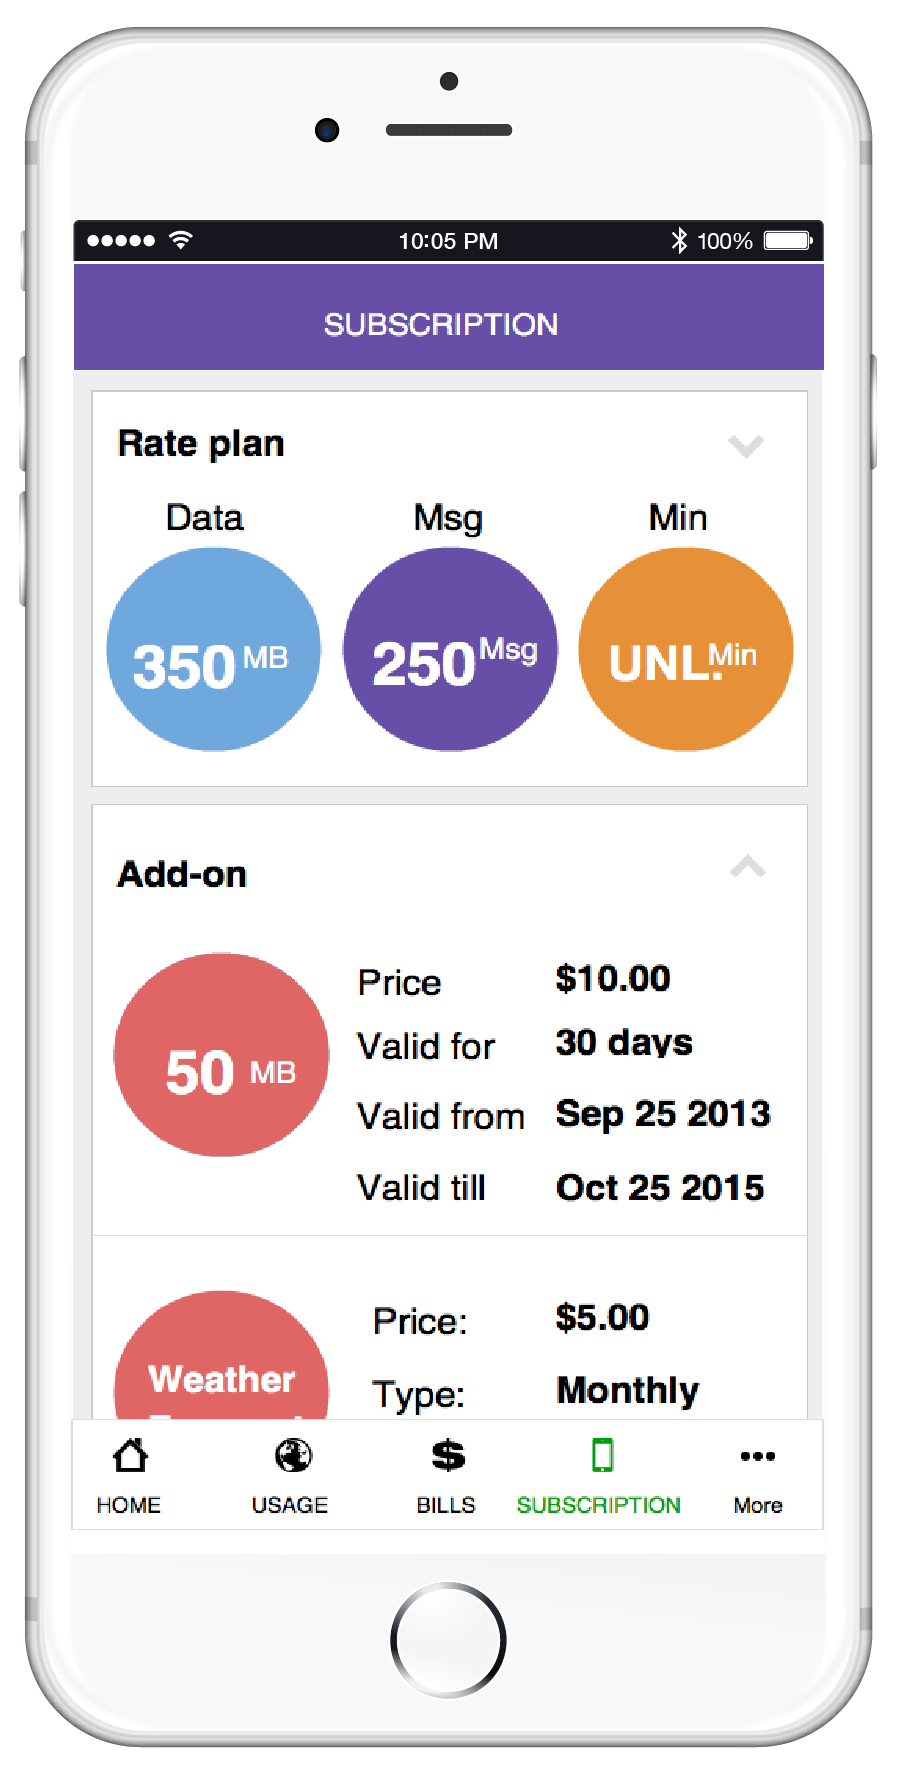 10:05 PM 100%
SUBSCRIPTION
Rate plan
Data Msg Min
350 MB 250 Msg UNL. Min
Add-on
50 MB
Price $10.00
Valid for 30 days
Valid from Sep 25 2013
Valid till Oct 25 2015
Weather
Price: $5.00
Type: Monthly
HOME USAGE BILLS SUBSCRIPTION More